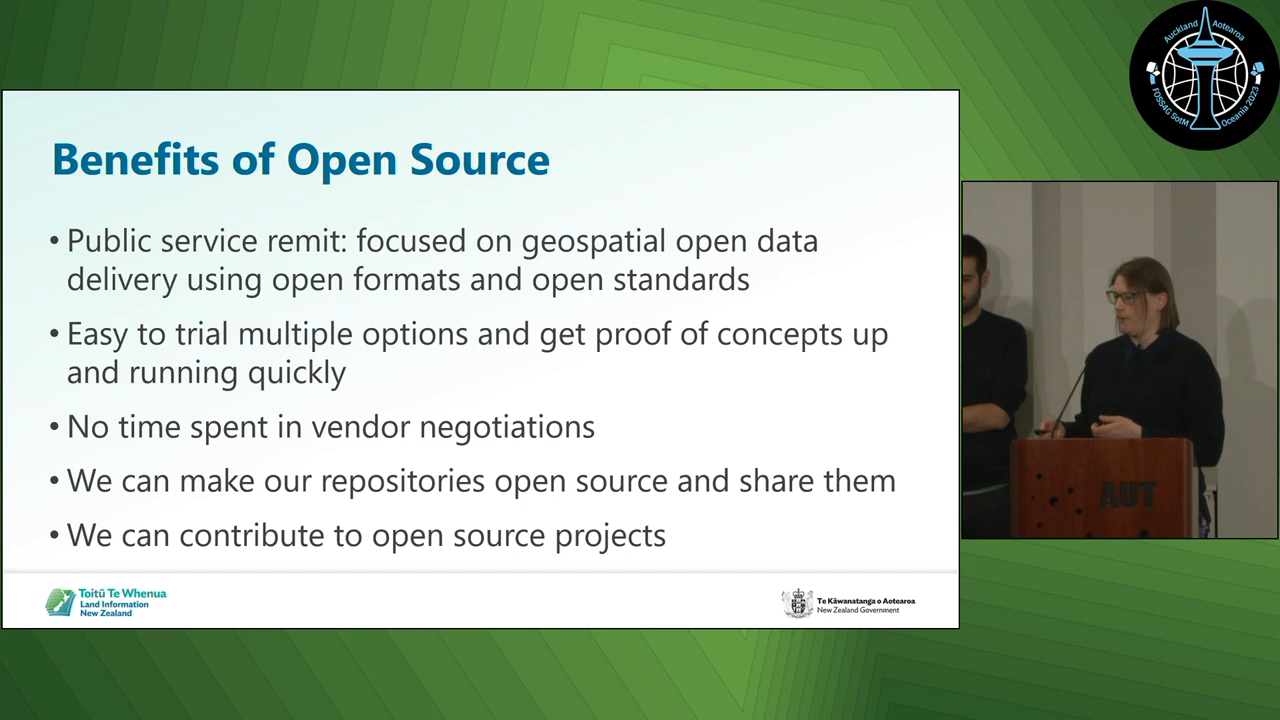 Benefits of Open Source
• Public service remit: focused on geospatial open data
delivery using open formats and open standards
• Easy to trial multiple options and get proof of concepts up
and running quickly
• No time spent in vendor negotiations
• We can make our repositories open source and share them
• We can contribute to open source projects
Toitū Te Whenua
Land Information
New Zealand
Te Kāwanatanga o Aotearoa
New Zealand Government
Auckland Aotearoa
FOSS4G SotM Oceania 2023
AUT